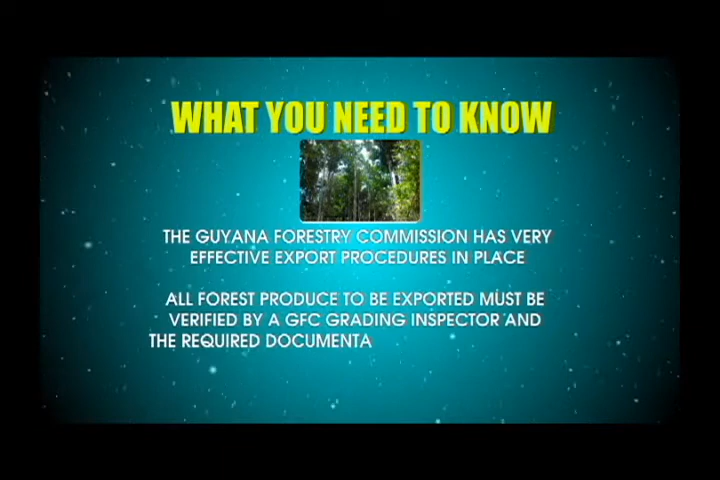 WHAT YOU NEED TO KNOW
THE GUYANA FORESTRY COMMISSION HAS VERY
EFFECTIVE EXPORT PROCEDURES IN PLACE
ALL FOREST PRODUCE TO BE EXPORTED MUST BE
VERIFIED BY A GFC GRADING INSPECTOR AND
THE REQUIRED DOCUMENTA